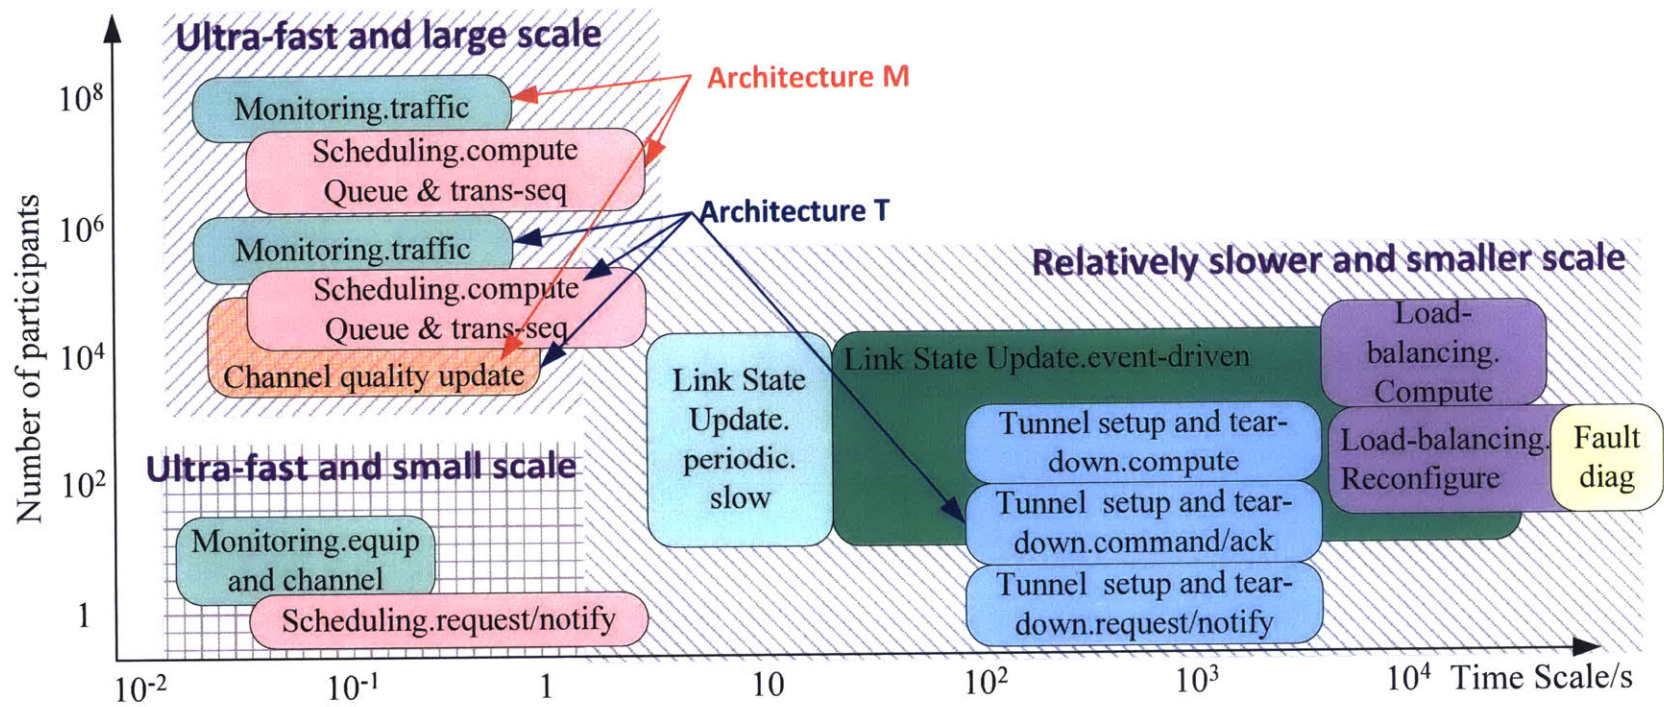 Ultra-fast and large scale
Architecture M
10^8
Monitoring.traffic
Scheduling.compute
Queue & trans-seq
10^6
Architecture T
Monitoring.traffic
Relatively slower and smaller scale
Scheduling.compute
Queue & trans-seq
Number of participants
10^4
Channel quality update
Link State
Update.
periodic.
slow
Link State Update.event-driven
Load-
balancing.
Compute
Tunnel setup and tear-
down.compute
Load-balancing.
Reconfigure
Fault
diag
Ultra-fast and small scale
10^2
Tunnel setup and tear-
down.command/ack
Monitoring.equip
and channel
Tunnel setup and tear-
down.request/notify
1
Scheduling.request/notify
10^-2
10^-1
1
10
10^2
10^3
10^4
Time Scale/s